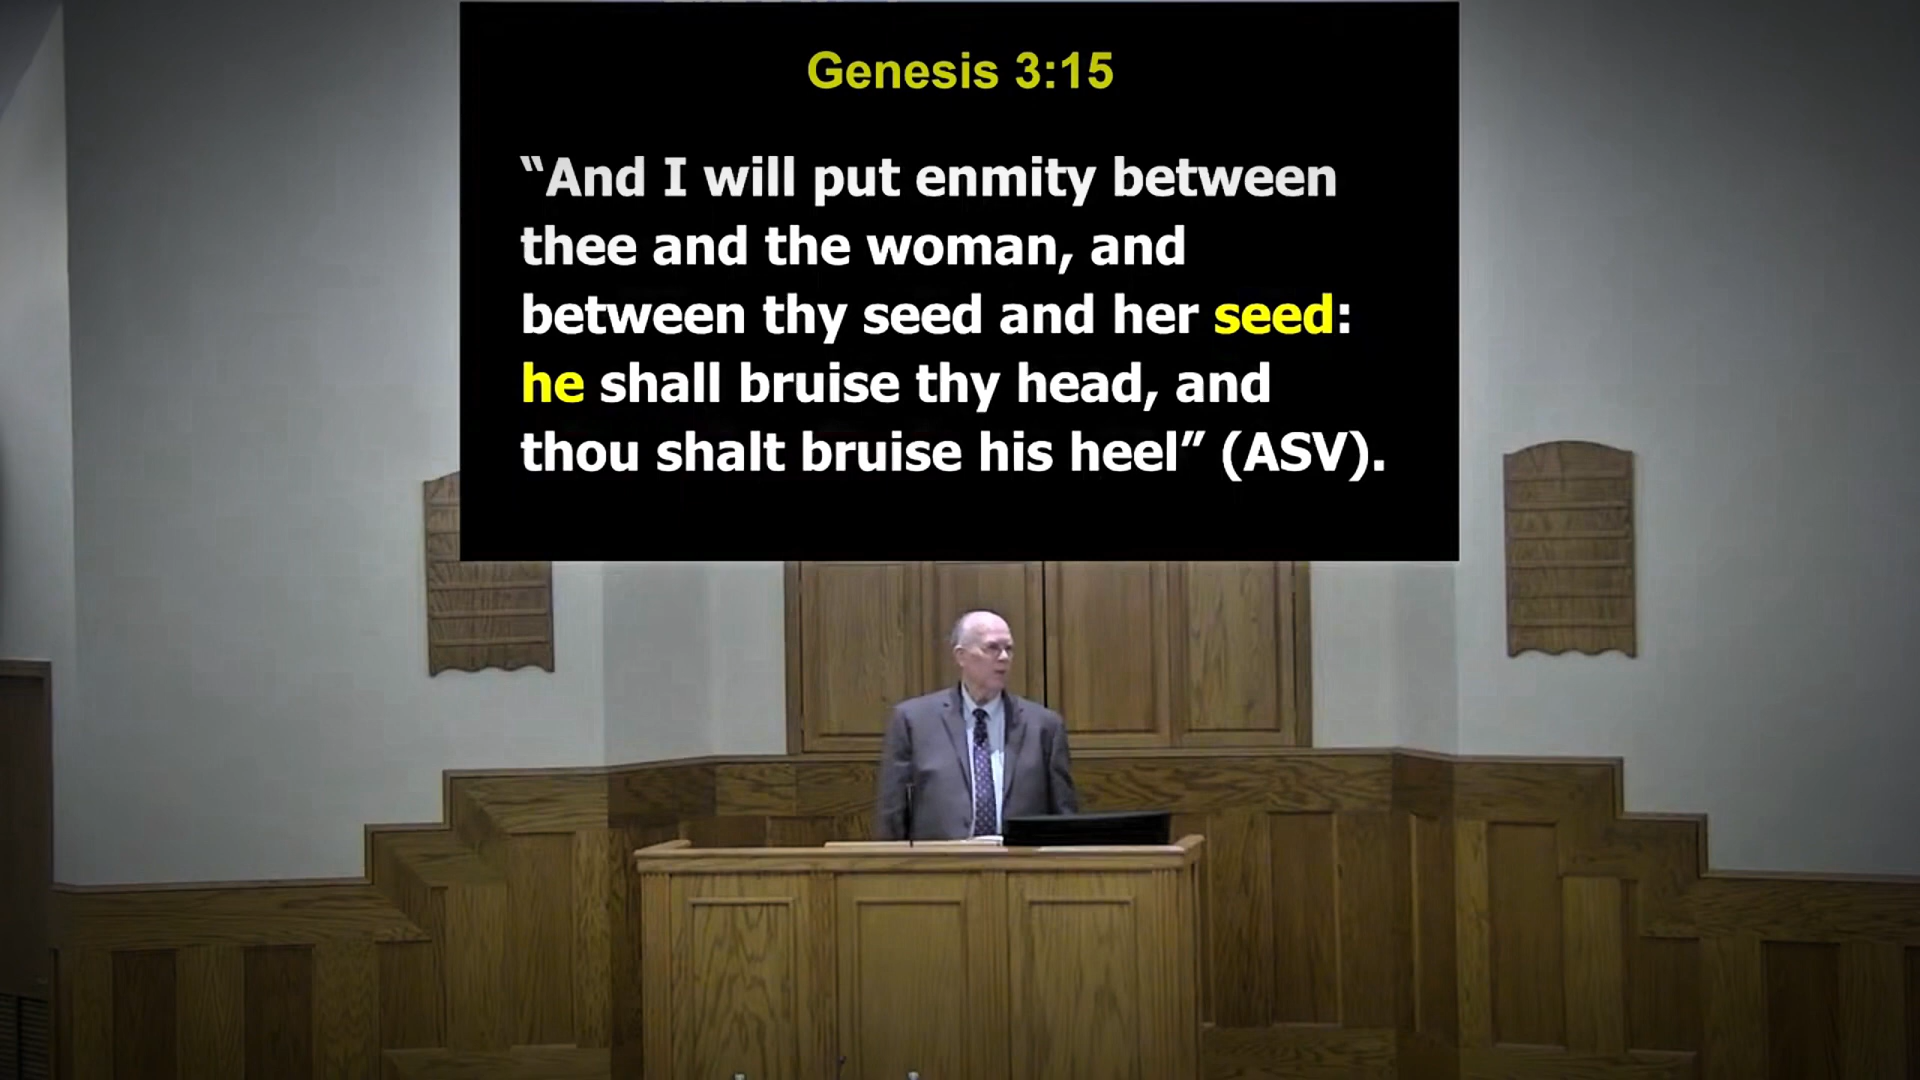 Genesis 3:15
“And I will put enmity between
thee and the woman, and
between thy seed and her seed:
he shall bruise thy head, and
thou shalt bruise his heel” (ASV).